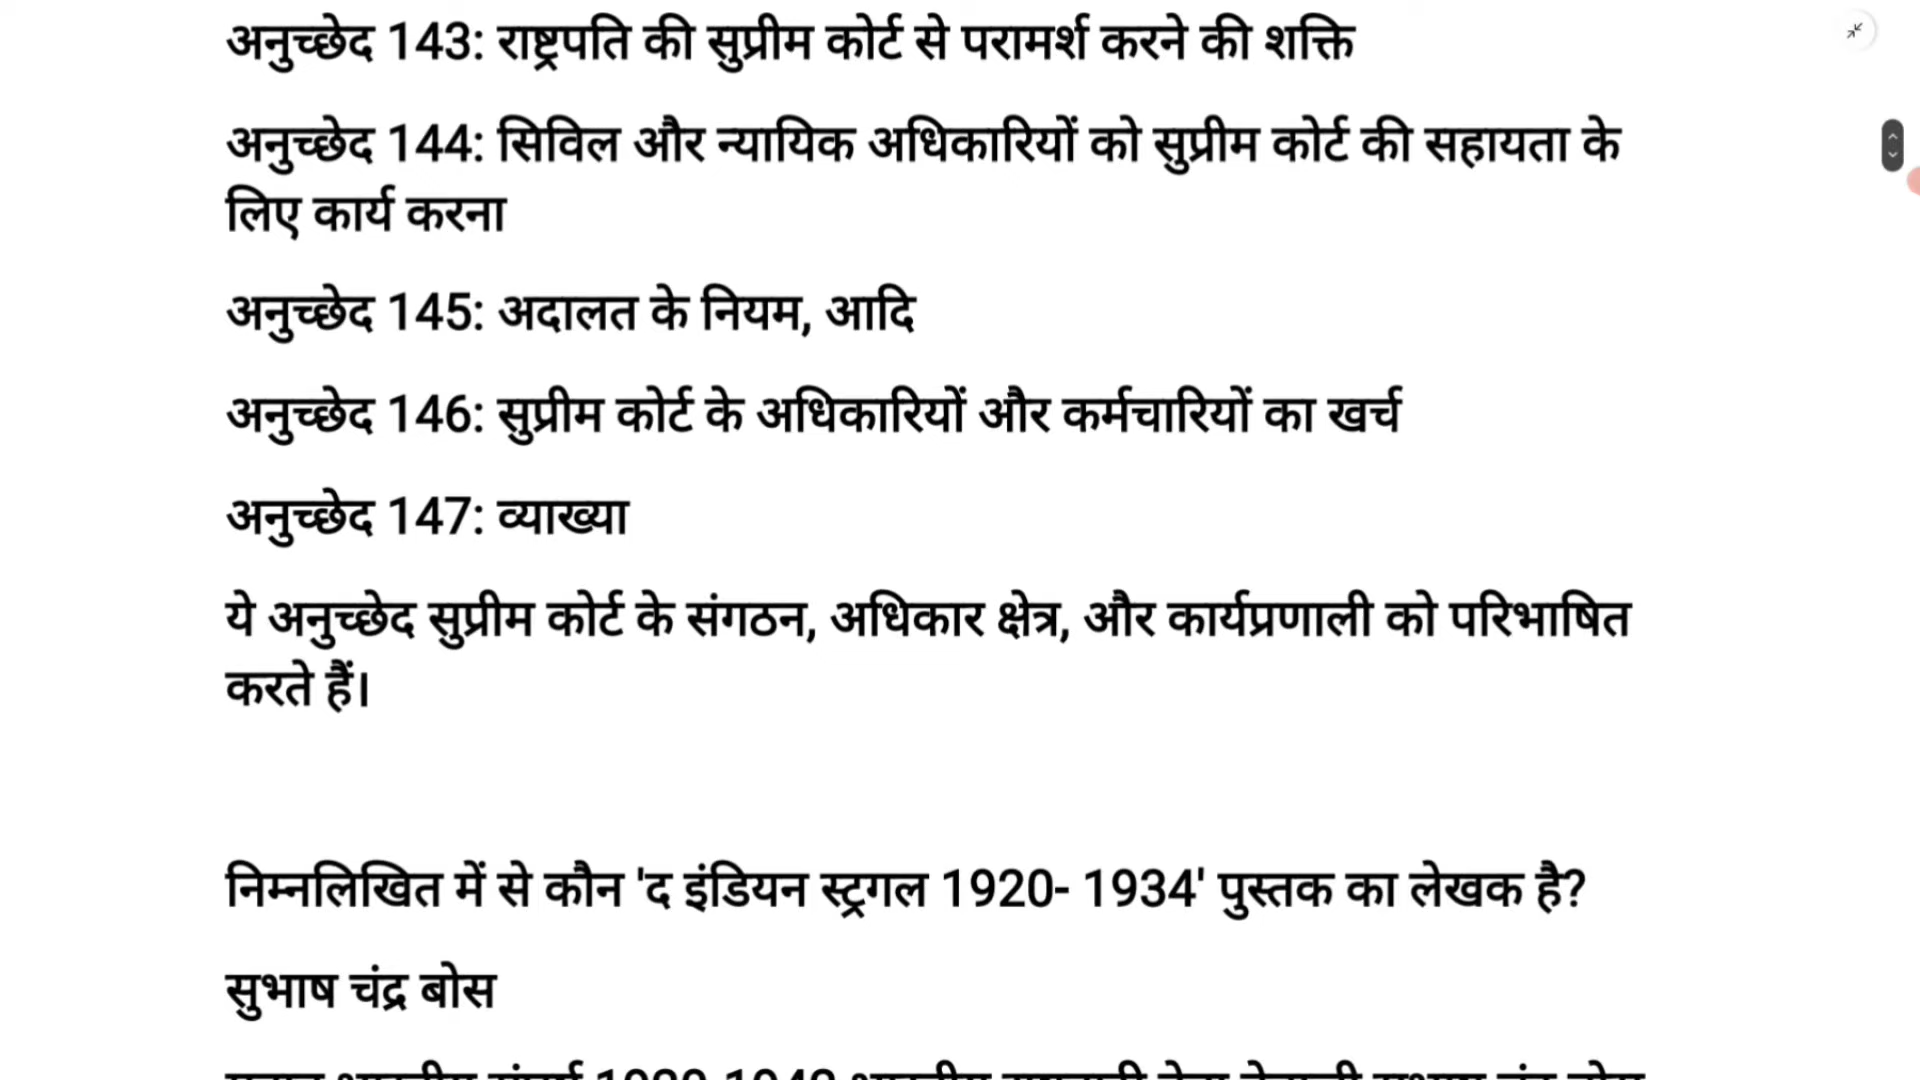 अनुच्छेद 143: राष्ट्रपति की सुप्रीम कोर्ट से परामर्श करने की शक्ति
अनुच्छेद 144: सिविल और न्यायिक अधिकारियों को सुप्रीम कोर्ट की सहायता के
लिए कार्य करना
अनुच्छेद 145: अदालत के नियम, आदि
अनुच्छेद 146: सुप्रीम कोर्ट के अधिकारियों और कर्मचारियों का खर्च
अनुच्छेद 147: व्याख्या
ये अनुच्छेद सुप्रीम कोर्ट के संगठन, अधिकार क्षेत्र, और कार्यप्रणाली को परिभाषित
करते हैं।
निम्नलिखित में से कौन 'द इंडियन स्ट्रगल 1920- 1934' पुस्तक का लेखक है?
सुभाष चंद्र बोस